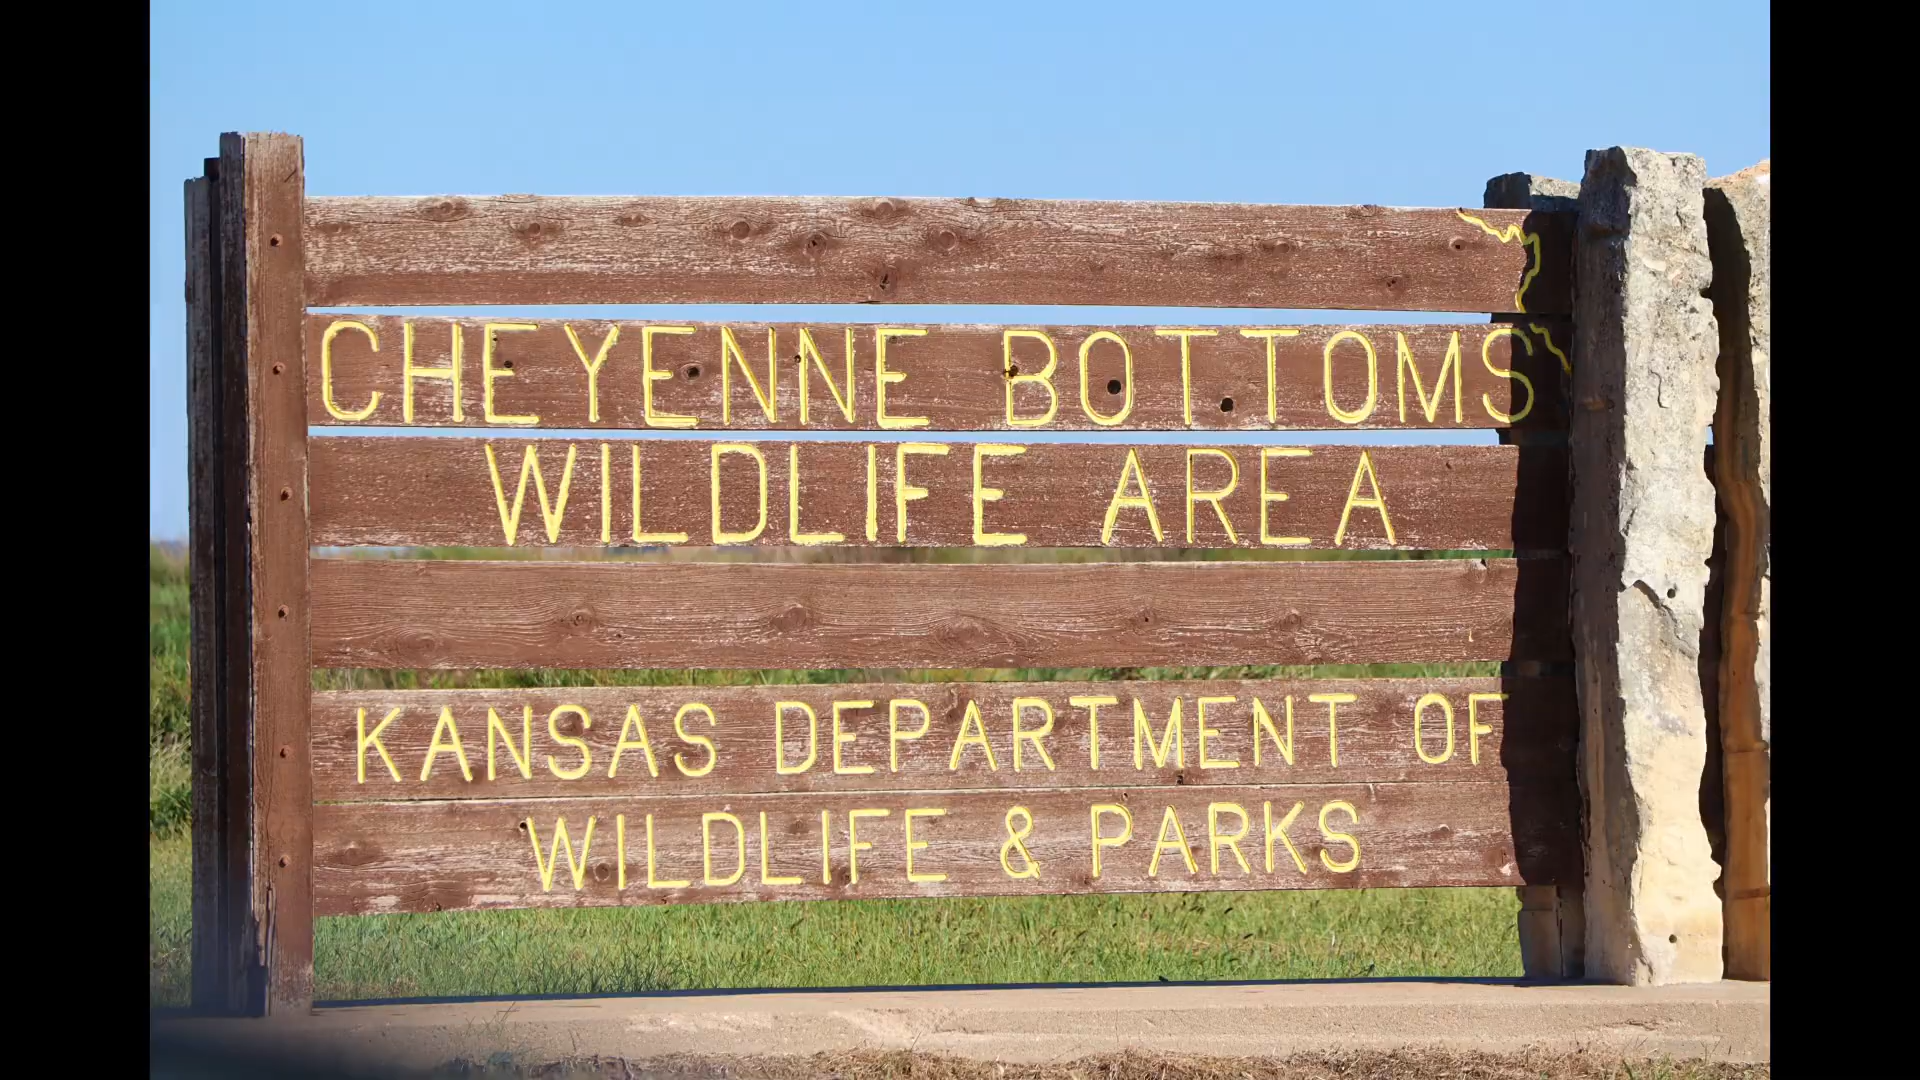 CHEYENNE BOTTOMS
WILDLIFE AREA
KANSAS DEPARTMENT OF
WILDLIFE & PARKS